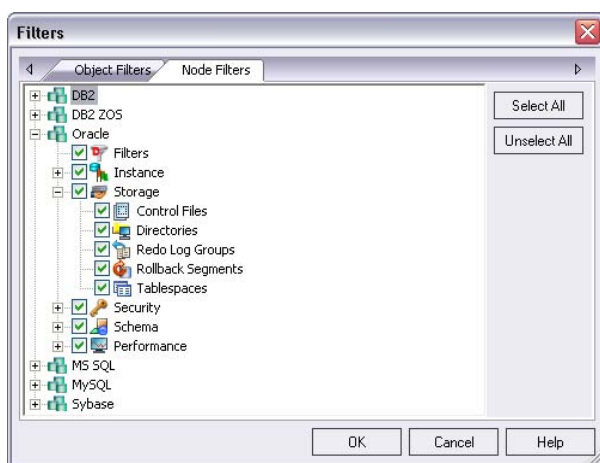 Filters
Object Filters Node Filters
DB2
DB2 ZOS
Oracle
Filters
Instance
Storage
Control Files
Directories
Redo Log Groups
Rollback Segments
Tablespaces
Security
Schema
Performance
MS SQL
MySQL
Sybase
Select All
Unselect All
OK Cancel Help